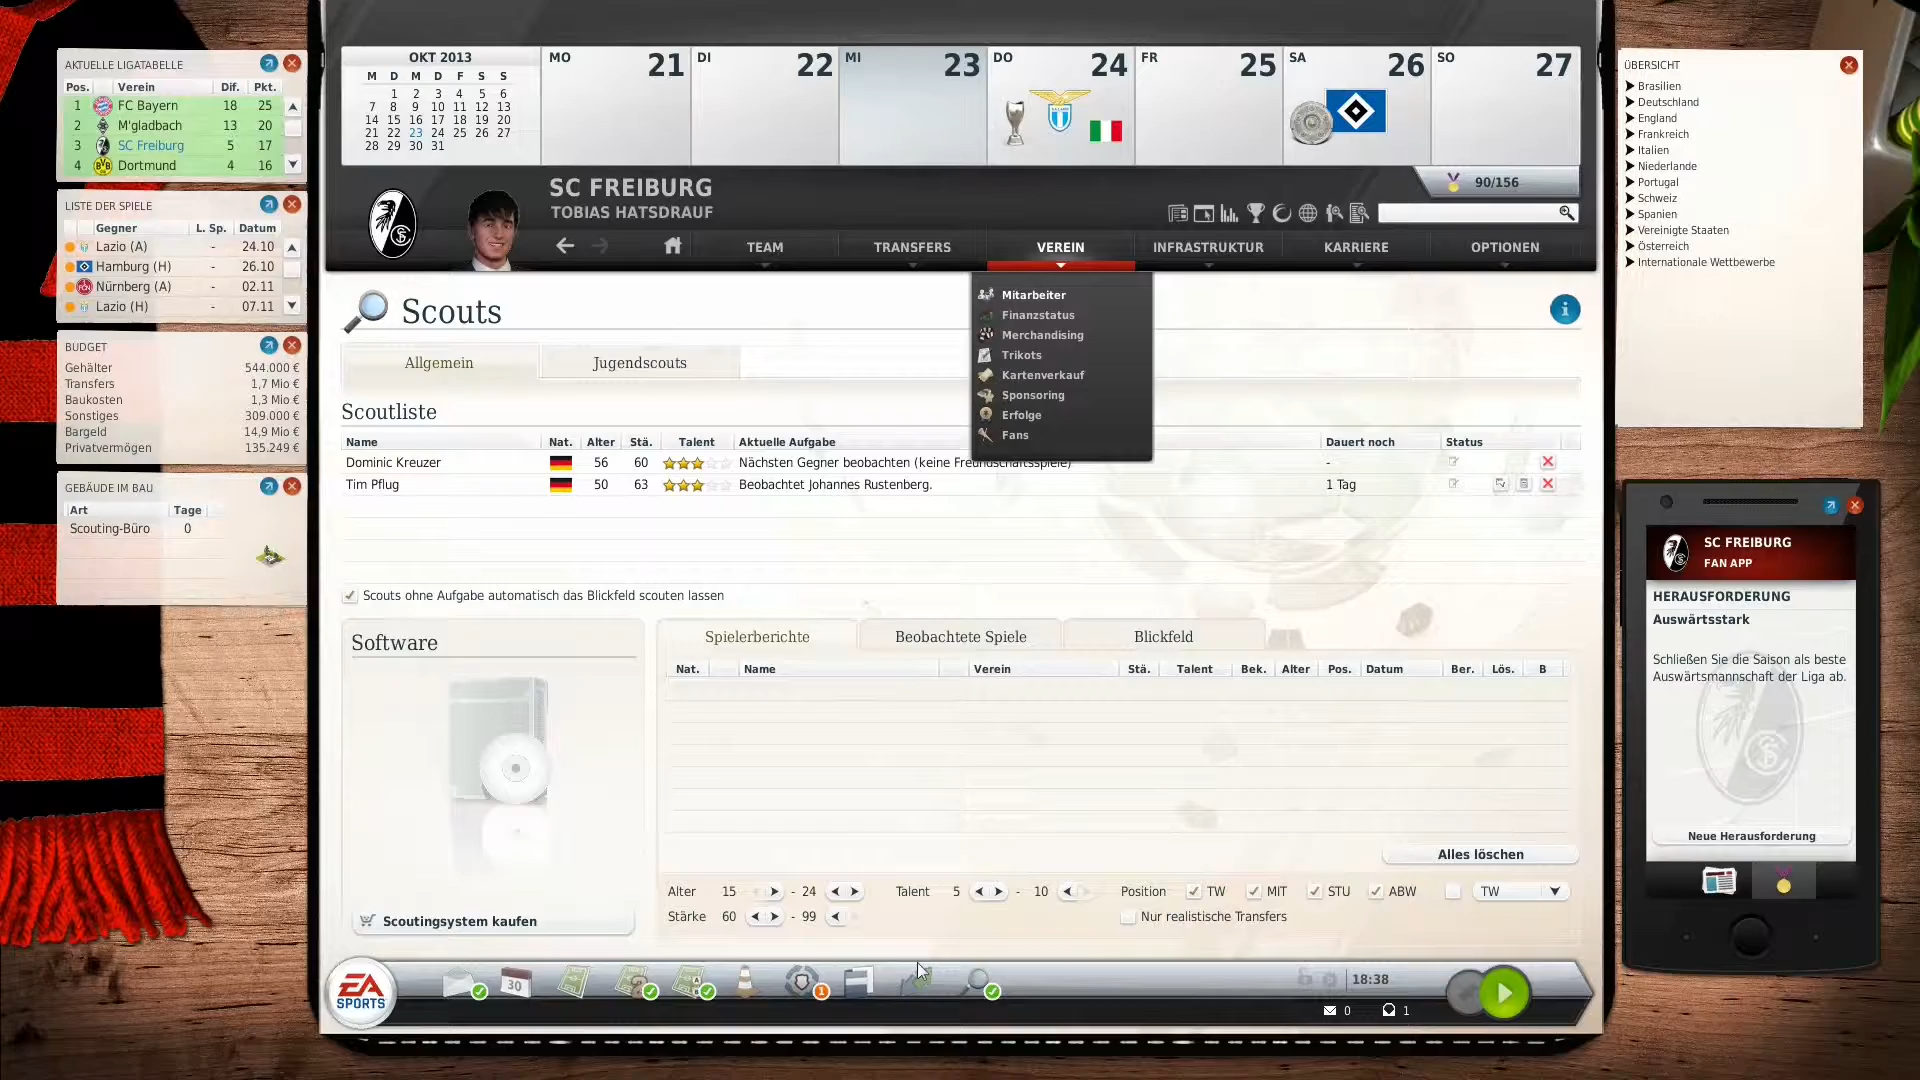 AKTUELLE LIGATABELLE
Pos. Verein Dif. Pkt.
1 FC Bayern 18 25
2 M'gladbach 13 20
3 SC Freiburg 5 17
4 Dortmund 4 16
LISTE DER SPIELE
Gegner L. Sp. Datum
Lazio (A) - 24.10
Hamburg (H) - 26.10
Nürnberg (A) - 02.11
Lazio (H) - 07.11
BUDGET
Gehälter 544.000 €
Transfers 1,7 Mio €
Baukosten 1,3 Mio €
Sonstiges 309.000 €
Bargeld 14,9 Mio €
Privatvermögen 135.249 €
GEBÄUDE IM BAU
Art Tage
Scouting-Büro 0
OKT 2013
M D M D F S S
1 2 3 4 5 6
7 8 9 10 11 12 13
14 15 16 17 18 19 20
21 22 23 24 25 26 27
28 29 30 31
MO 21 DI 22 MI 23 DO 24 FR 25 SA 26 SO 27
SC FREIBURG
TOBIAS HATSDRAUF
90/156
TEAM TRANSFERS VEREIN INFRASTRUKTUR KARRIERE OPTIONEN
Mitarbeiter
Finanzstatus
Merchandising
Trikots
Kartenverkauf
Sponsoring
Erfolge
Fans
Scouts
Allgemein Jugendscouts
Scoutliste
Name Nat. Alter Stä. Talent Aktuelle Aufgabe Dauert noch Status
Dominic Kreuzer 56 60 Nächsten Gegner beobachten (keine Freundschaftsspiele) -
Tim Pflug 50 63 Beobachtet Johannes Rustenberg. 1 Tag
Scouts ohne Aufgabe automatisch das Blickfeld scouten lassen
Software
Scoutingsystem kaufen
Spielerberichte Beobachtete Spiele Blickfeld
Nat. Name Verein Stä. Talent Bek. Alter Pos. Datum Ber. Lös. B
Alles löschen
Alter 15 - 24 Talent 5 - 10 Position TW MIT STU ABW TW
Stärke 60 - 99 Nur realistische Transfers
EA
SPORTS
30
1
18:38
0 1
ÜBERSICHT
Brasilien
Deutschland
England
Frankreich
Italien
Niederlande
Portugal
Schweiz
Spanien
Vereinigte Staaten
Österreich
Internationale Wettbewerbe
SC FREIBURG
FAN APP
HERAUSFORDERUNG
Auswärtsstark
Schließen Sie die Saison als beste
Auswärtsmannschaft der Liga ab.
Neue Herausforderung